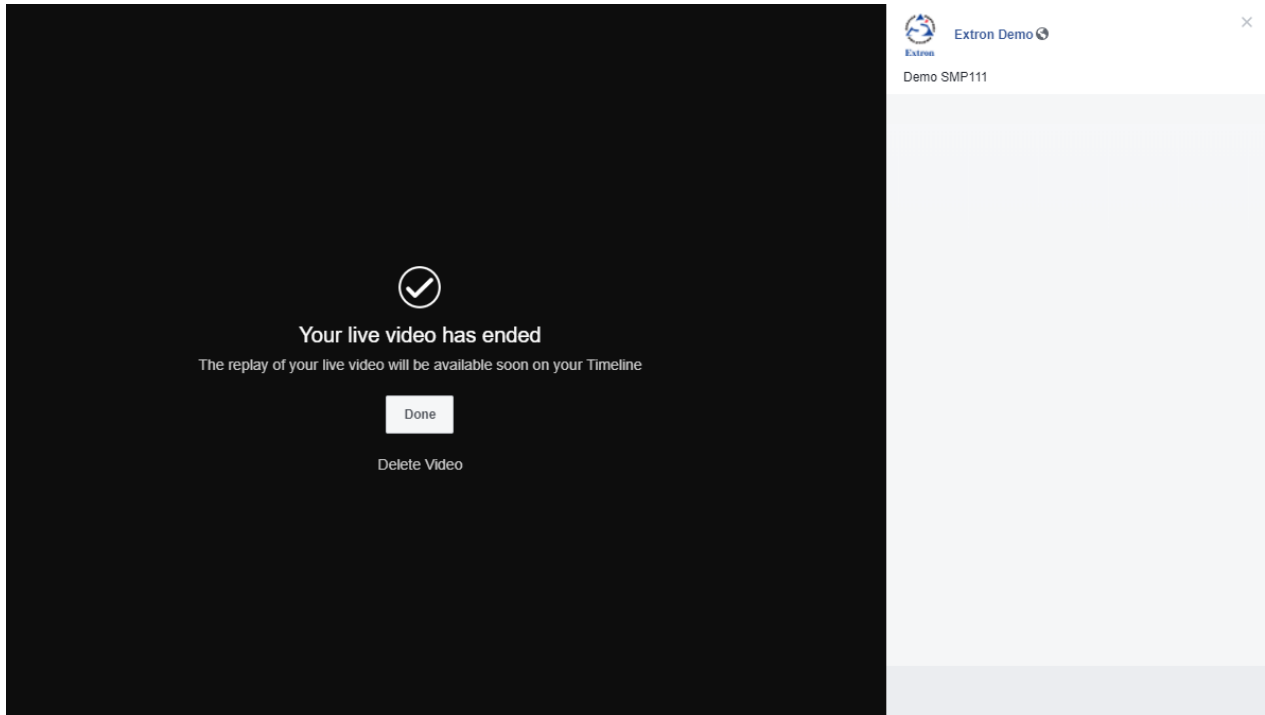 Extron
Extron Demo
Demo SMP111
Your live video has ended
The replay of your live video will be available soon on your Timeline
Done
Delete Video